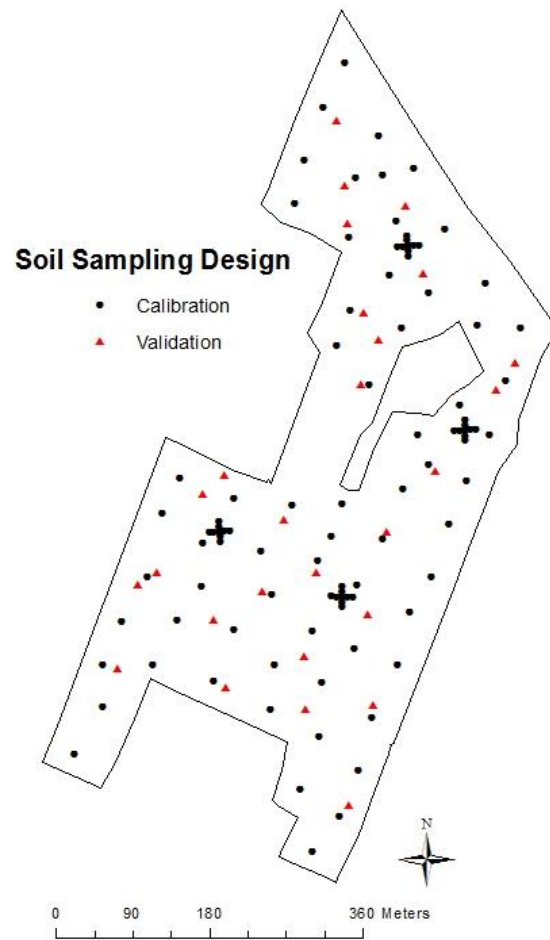 Soil Sampling Design
Calibration
Validation
N
0 90 180 360 Meters